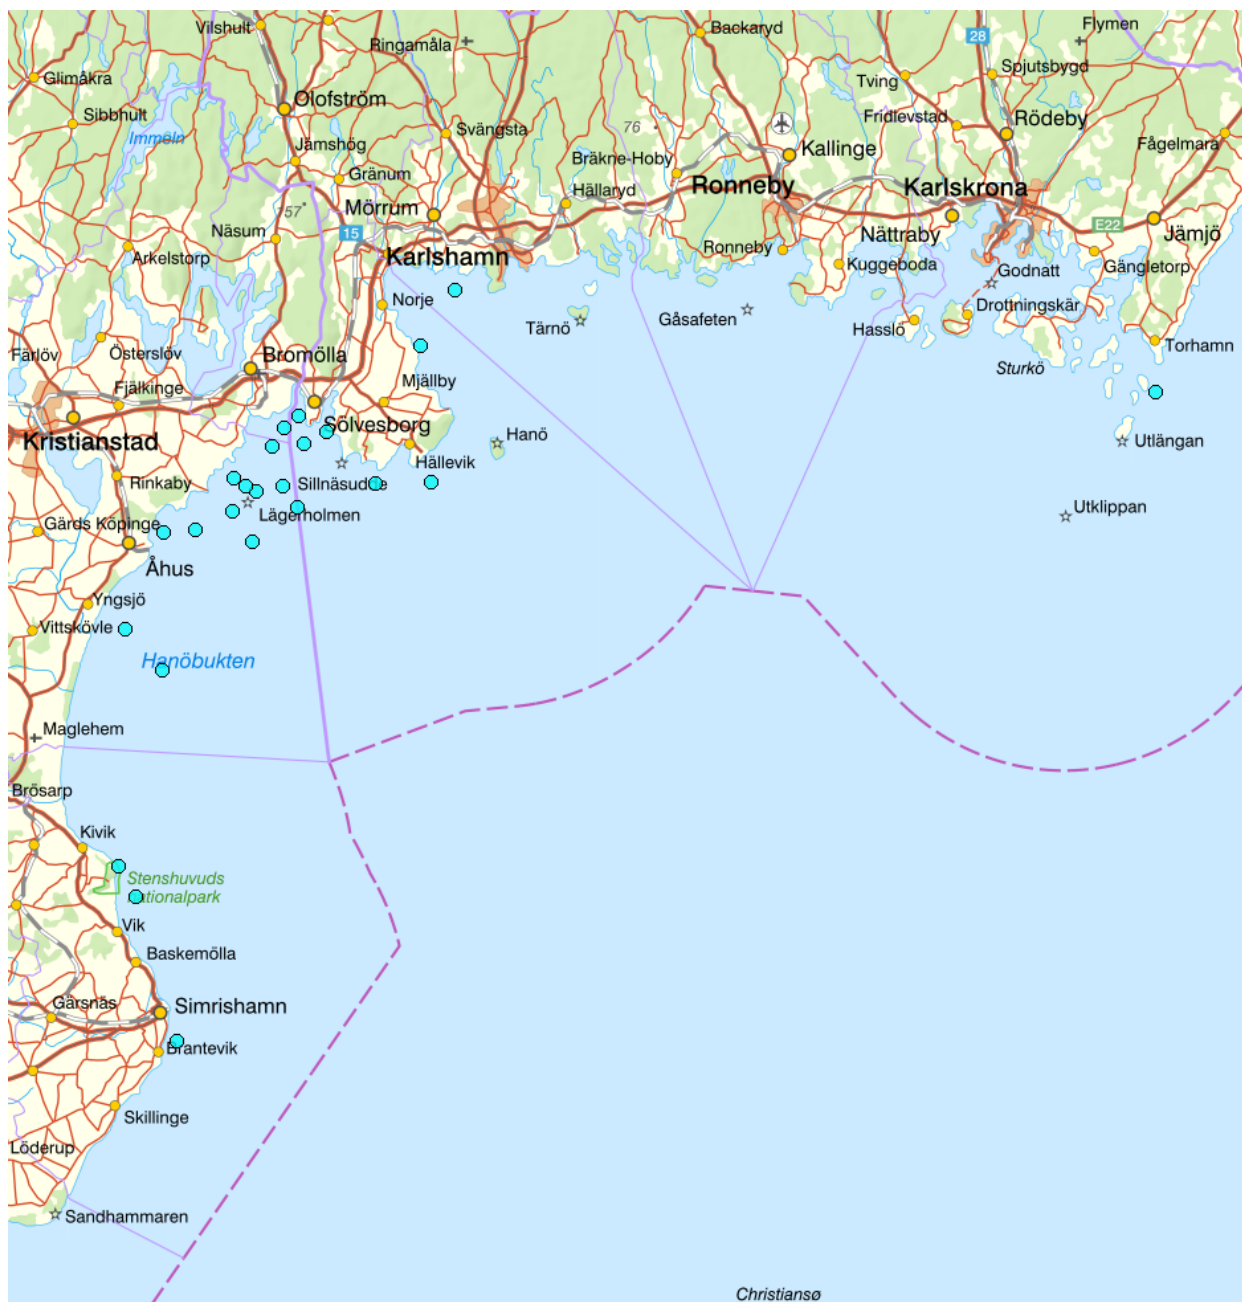 Vilshult
Ringamåla
Backaryd
Flymen
28
Glimåkra
Tving
Spjutsbygd
Olofström
Sibbhult
Immeln
Svängsta
76
Fridlevstad
Rödeby
Jämshög
Bräkne-Hoby
Kallinge
Fågelmara
Gränum
Hällaryd
Ronneby
Karlskrona
157
Mörrum
E22
Näsum
15
Nättraby
Jämjö
Arkelstorp
Karlshamn
Ronneby
Kuggeboda
Godnatt
Gängletorp
Norje
Tärnö
Gåsafeten
Hasslö
Drottningskär
Färlöv
Österslöv
Bromölla
Torhamn
Sturkö
Fjälkinge
Mjällby
Kristianstad
Sölvesborg
Hanö
Utlängan
Hällevik
Rinkaby
Sillnäsudde
Lägerholmen
Utklippan
Gärds Köpinge
Åhus
Yngsjö
Vittskövle
Hanöbukten
Maglehem
Brösarp
Kivik
Stenshuvuds
nationalpark
Vik
Baskemölla
Gärsnäs
Simrishamn
Brantevik
Skillinge
Löderup
Sandhammaren
Christiansø